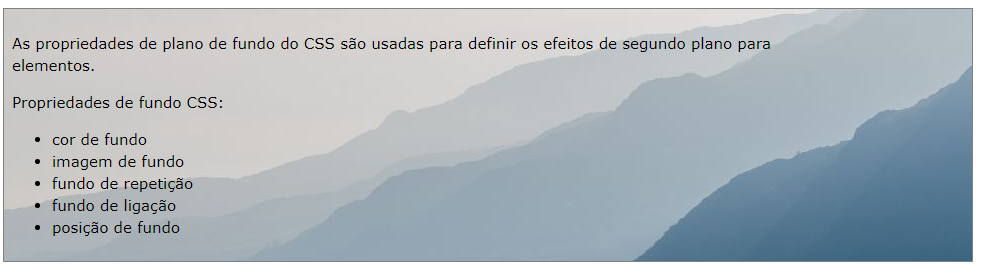 As propriedades de plano de fundo do CSS são usadas para definir os efeitos de segundo plano para
elementos.
Propriedades de fundo CSS:
• cor de fundo
• imagem de fundo
• fundo de repetição
• fundo de ligação
• posição de fundo